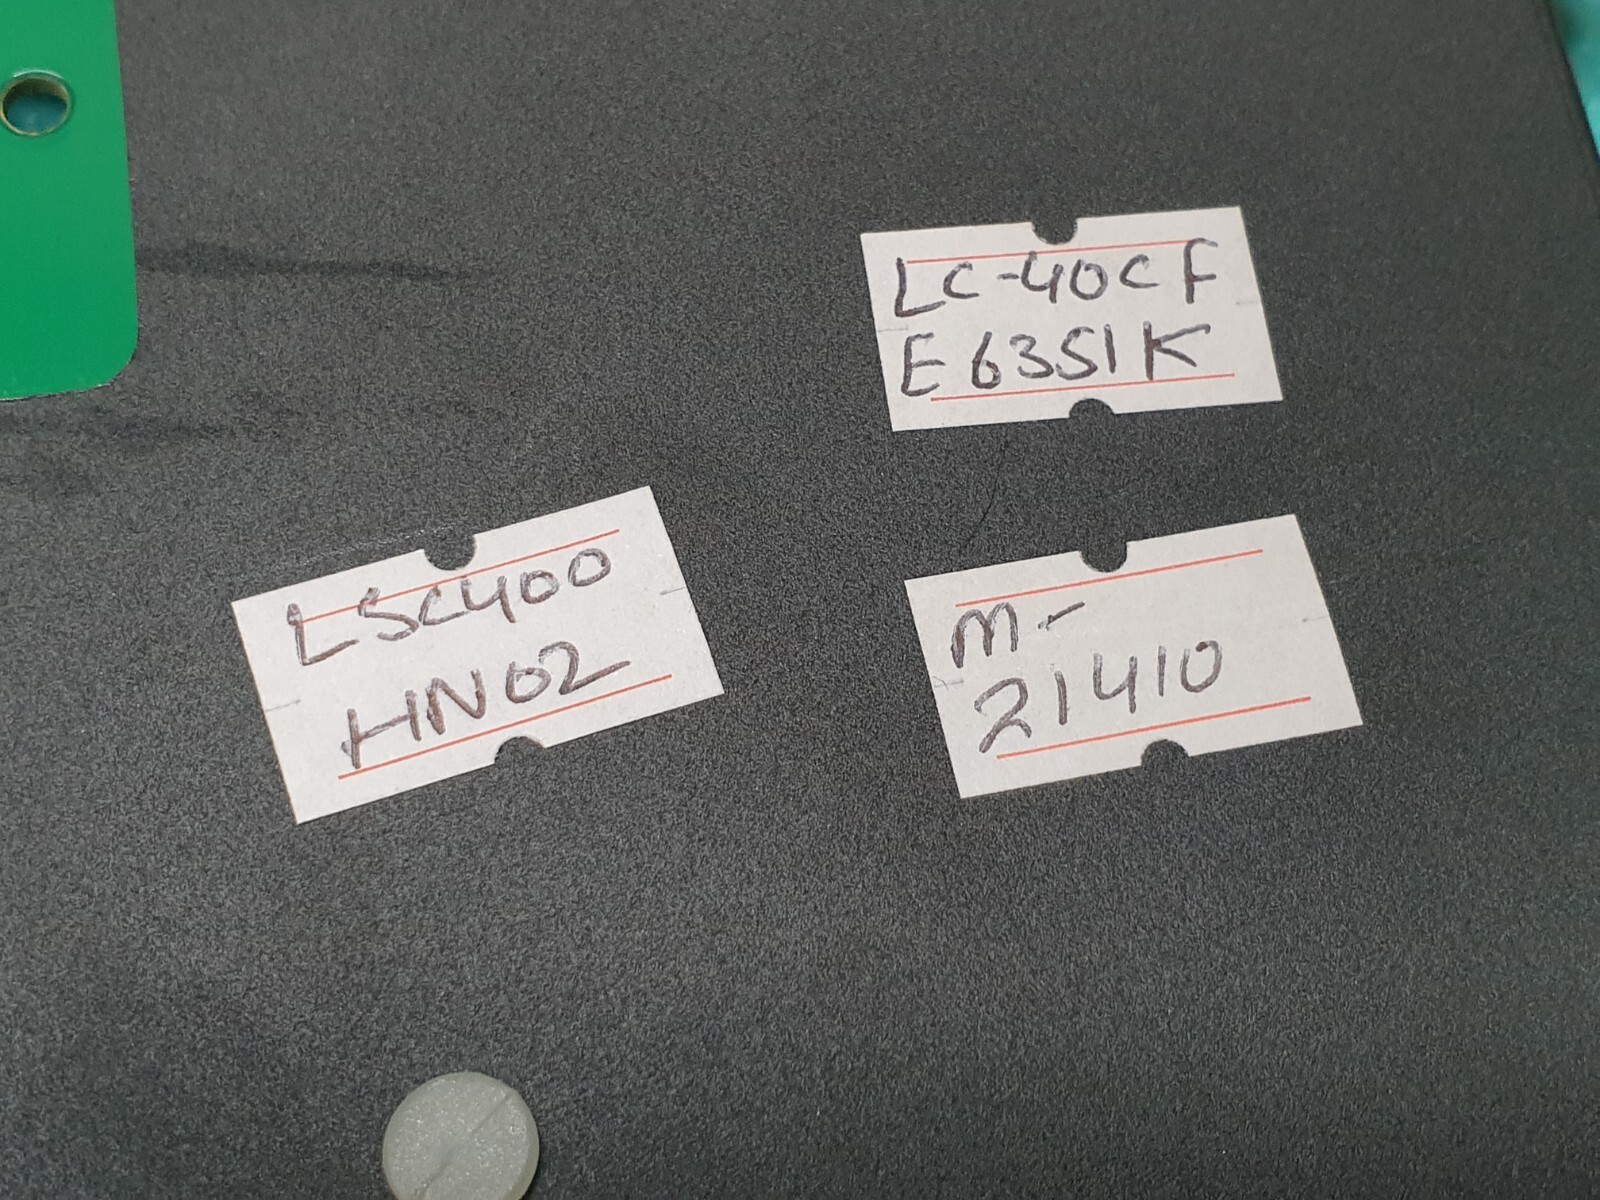 LC-40CF
E6351K
LSC400
HN02
M-
21410